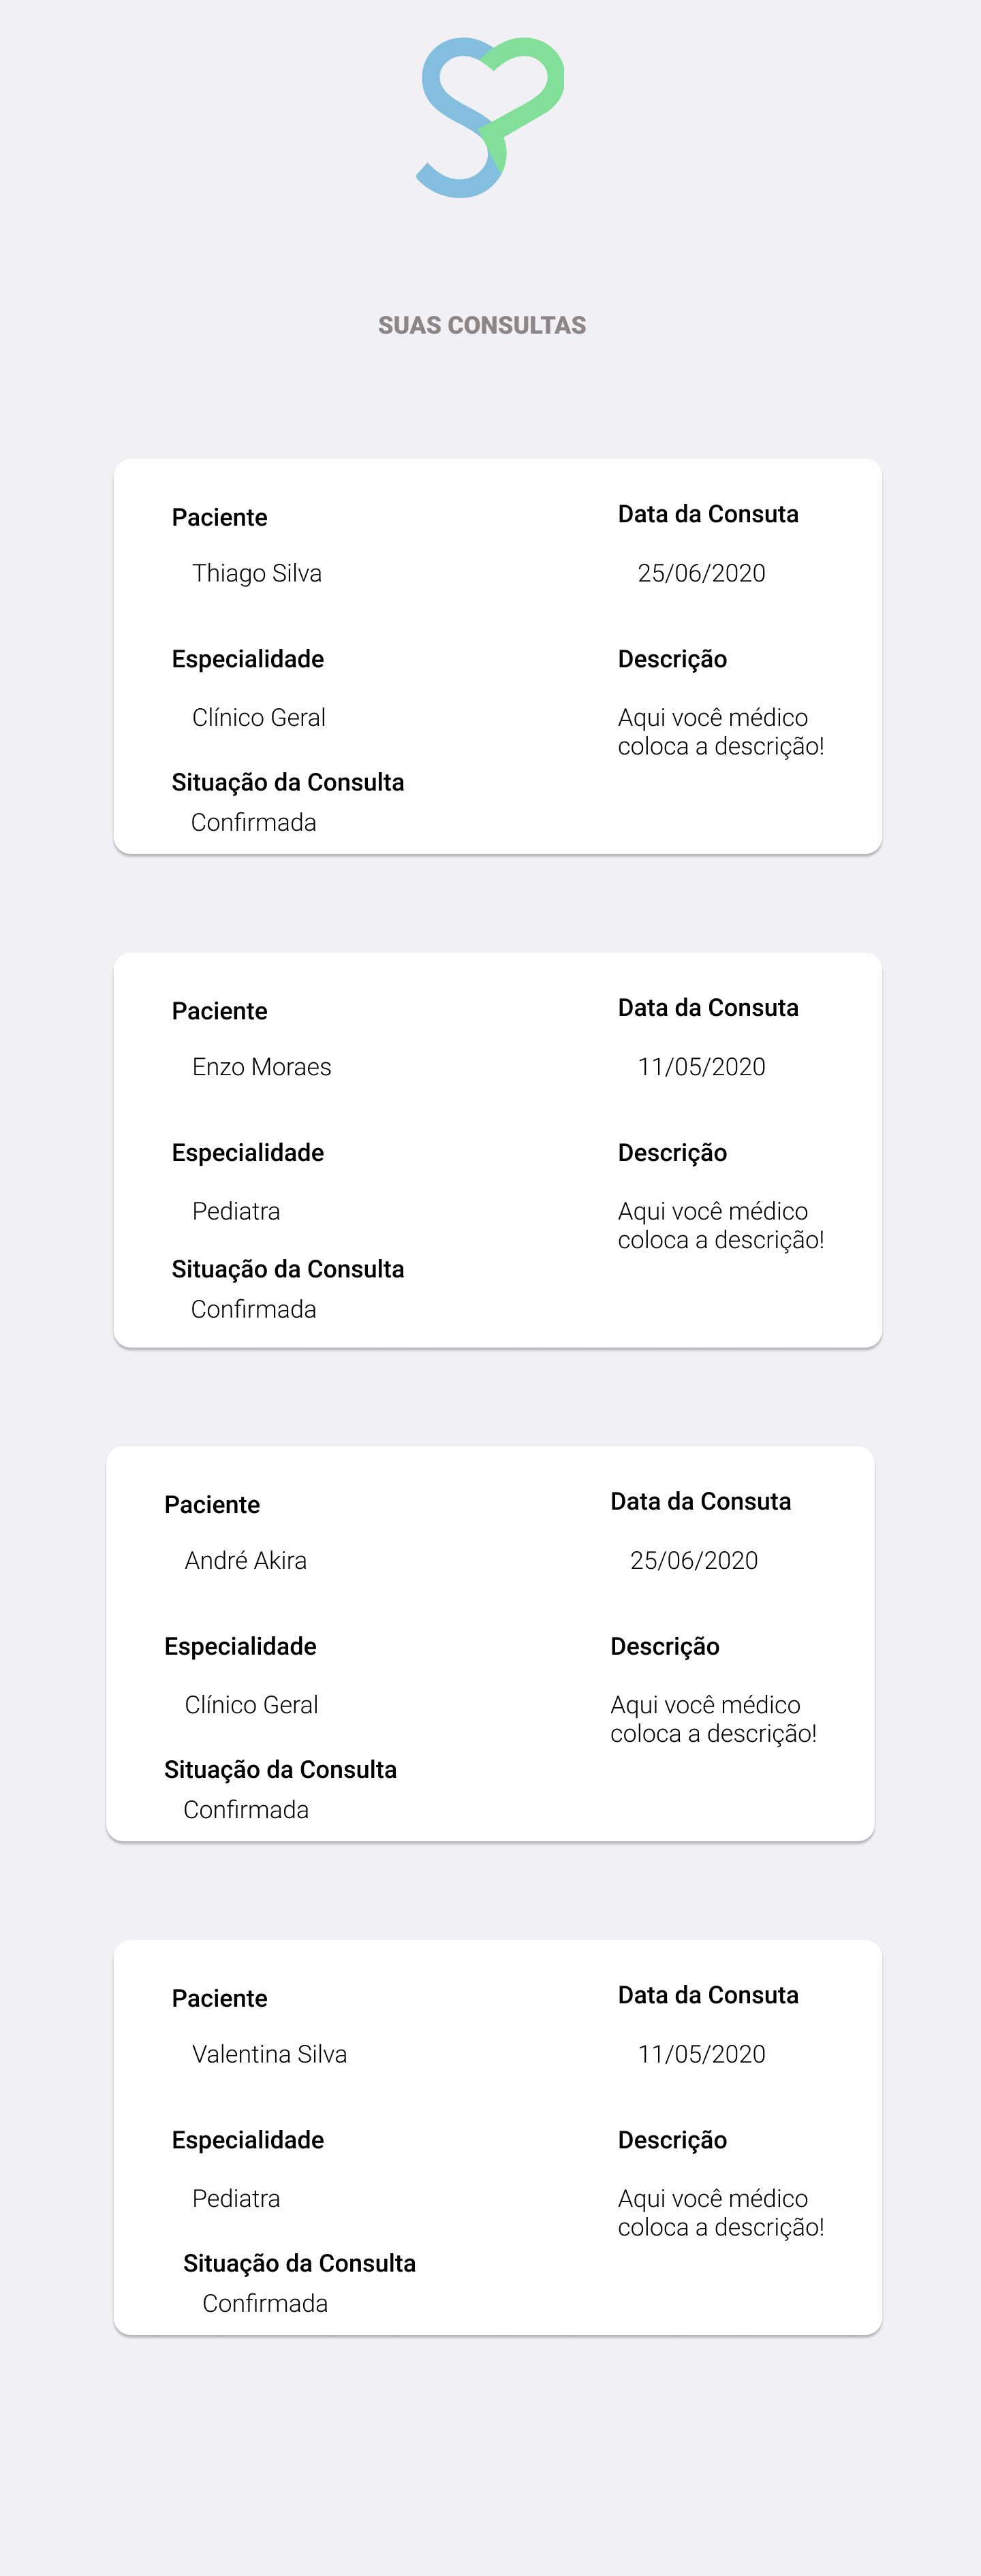 SUAS CONSULTAS
Paciente
Data da Consuta
Thiago Silva
25/06/2020
Especialidade
Descrição
Clínico Geral
Aqui você médico
coloca a descrição!
Situação da Consulta
Confirmada
Paciente
Data da Consuta
Enzo Moraes
11/05/2020
Especialidade
Descrição
Pediatra
Aqui você médico
coloca a descrição!
Situação da Consulta
Confirmada
Paciente
Data da Consuta
André Akira
25/06/2020
Especialidade
Descrição
Clínico Geral
Aqui você médico
coloca a descrição!
Situação da Consulta
Confirmada
Paciente
Data da Consuta
Valentina Silva
11/05/2020
Especialidade
Descrição
Pediatra
Aqui você médico
coloca a descrição!
Situação da Consulta
Confirmada